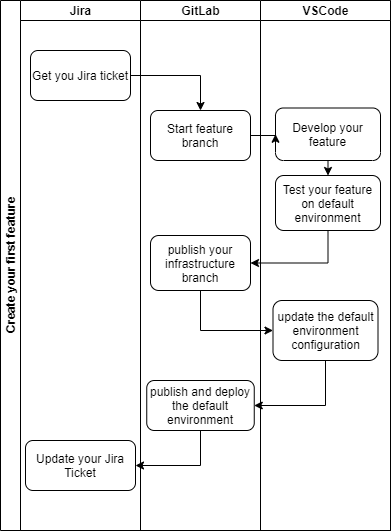 Jira
GitLab
VSCode
Create your first feature
Get you Jira ticket
Start feature
branch
Develop your
feature
Test your feature
on default
environment
publish your
infrastructure
branch
update the default
environment
configuration
publish and deploy
the default
environment
Update your Jira
Ticket